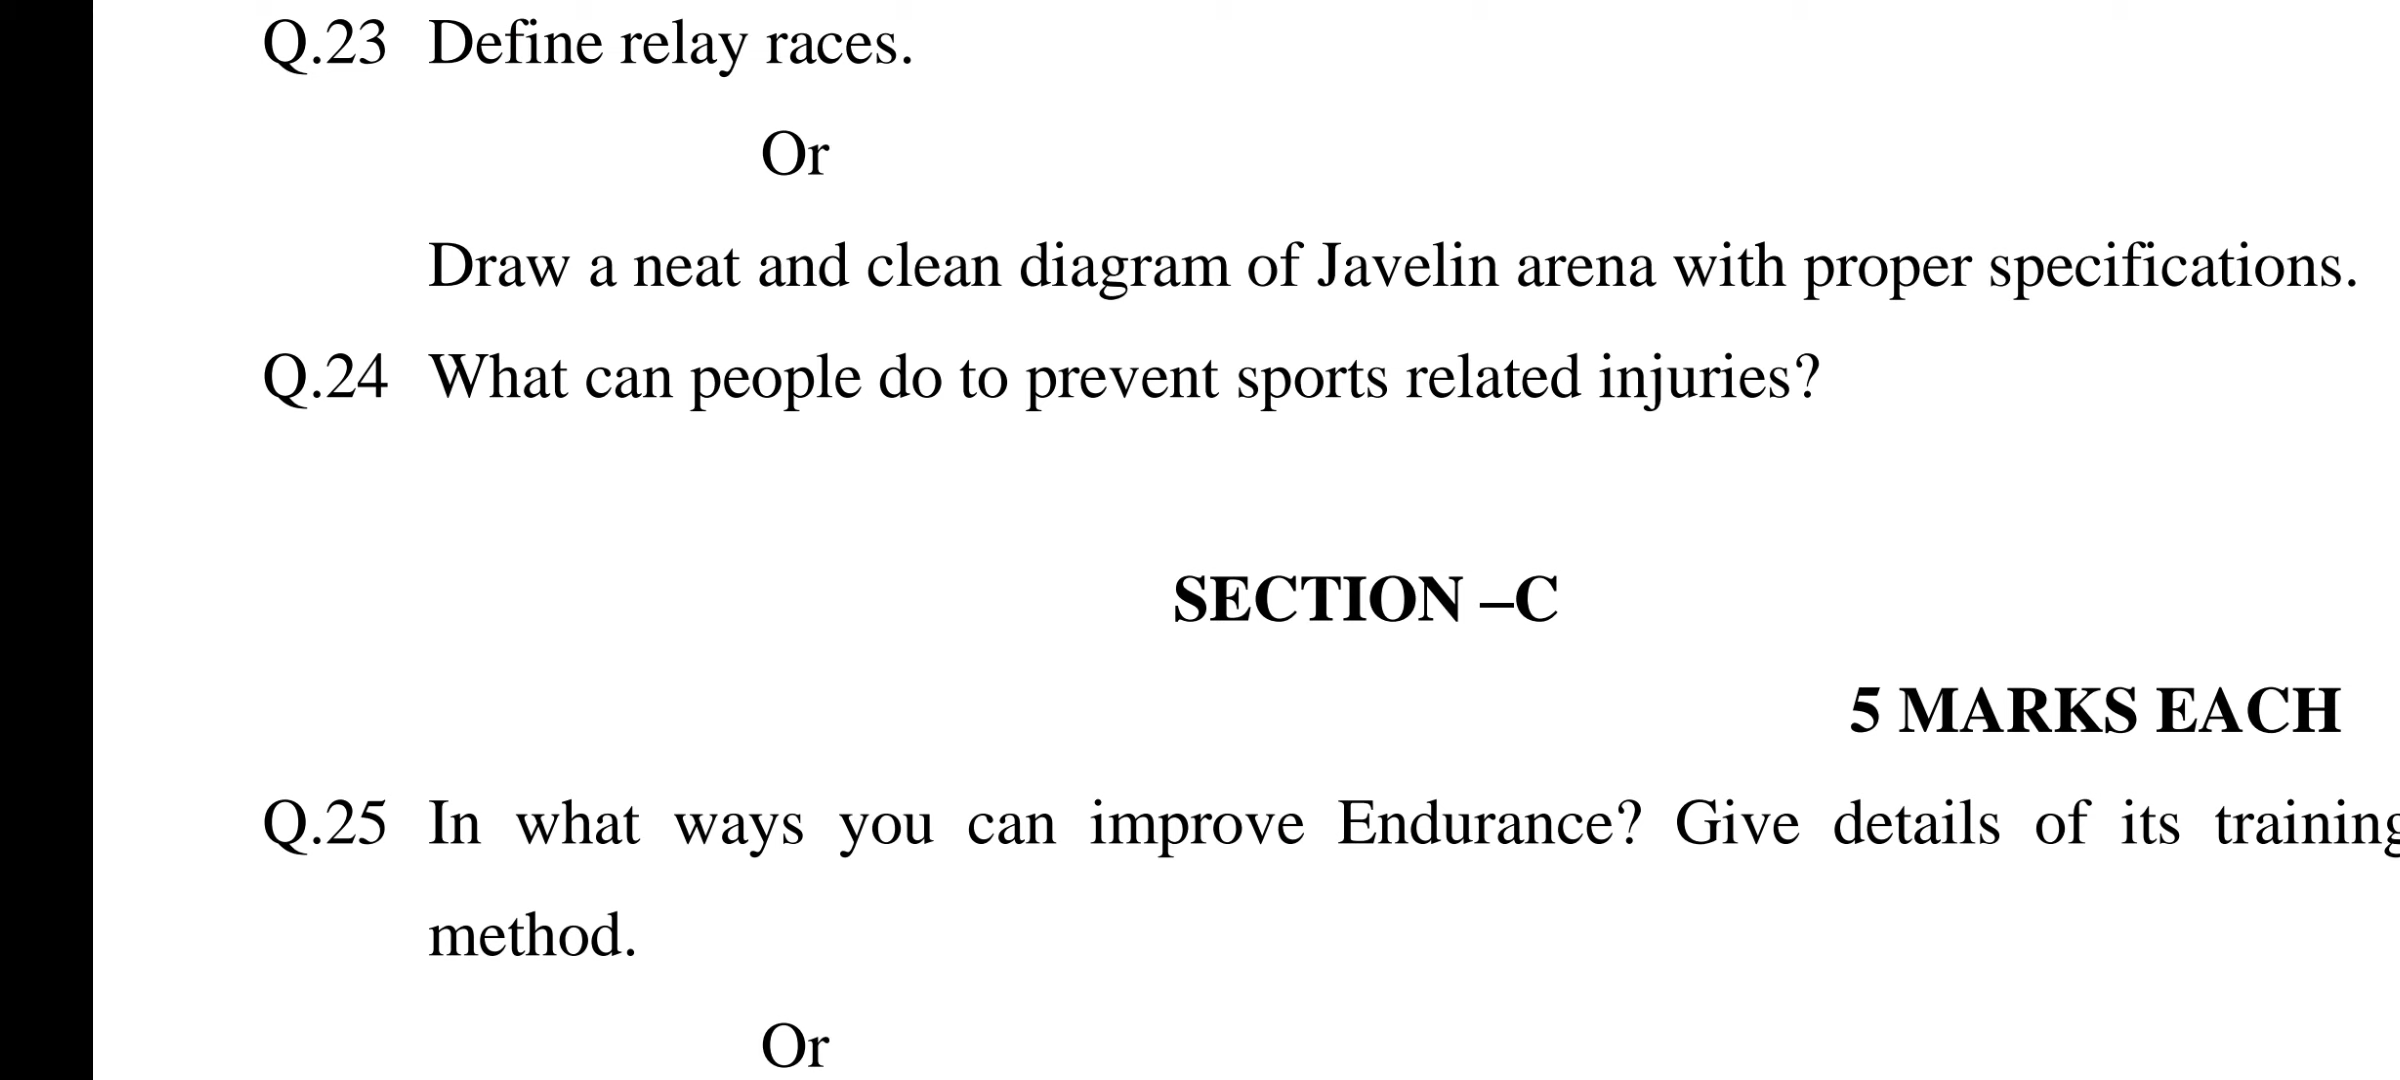 Q.23 Define relay races.
Or
Draw a neat and clean diagram of Javelin arena with proper specifications.
Q.24 What can people do to prevent sports related injuries?
SECTION –C
5 MARKS EACH
Q.25 In what ways you can improve Endurance? Give details of its training
method.
Or